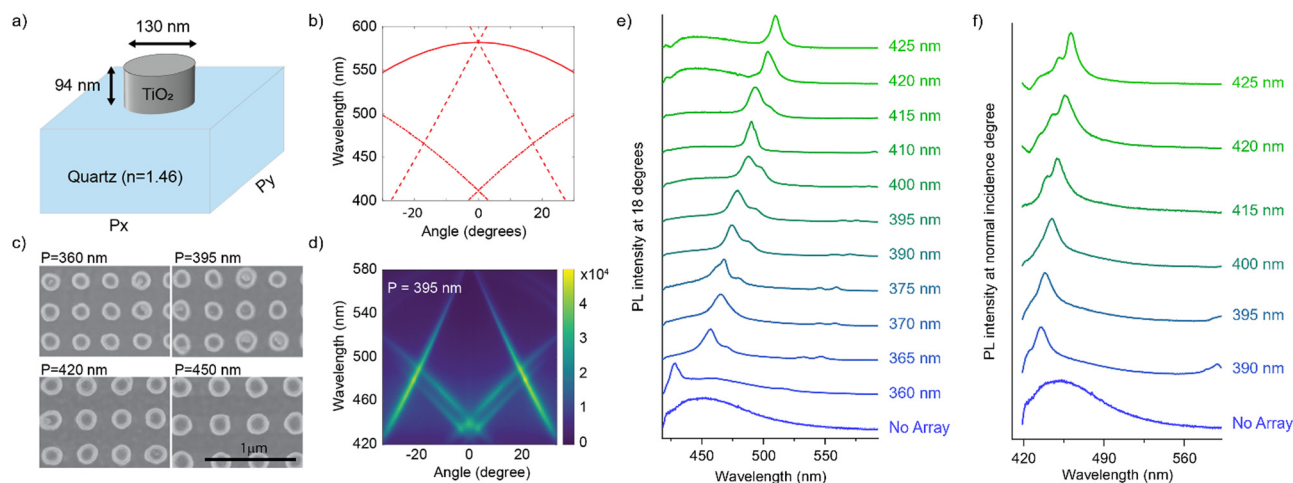 a)
130 nm
94 nm
TiO₂
Quartz (n=1.46)
Px
Py
b)
Wavelength (nm)
600
550
500
450
400
-20
0
20
Angle (degrees)
c)
P=360 nm
P=395 nm
P=420 nm
P=450 nm
1μm
d)
P = 395 nm
Wavelength (nm)
580
540
500
460
420
-20
0
20
Angle (degree)
x10⁴
4
3
2
1
0
e)
PL intensity at 18 degrees
425 nm
420 nm
415 nm
410 nm
400 nm
395 nm
390 nm
375 nm
370 nm
365 nm
360 nm
No Array
450
500
550
Wavelength (nm)
f)
PL intensity at normal incidence degree
425 nm
420 nm
415 nm
400 nm
395 nm
390 nm
No Array
420
490
560
Wavelength (nm)